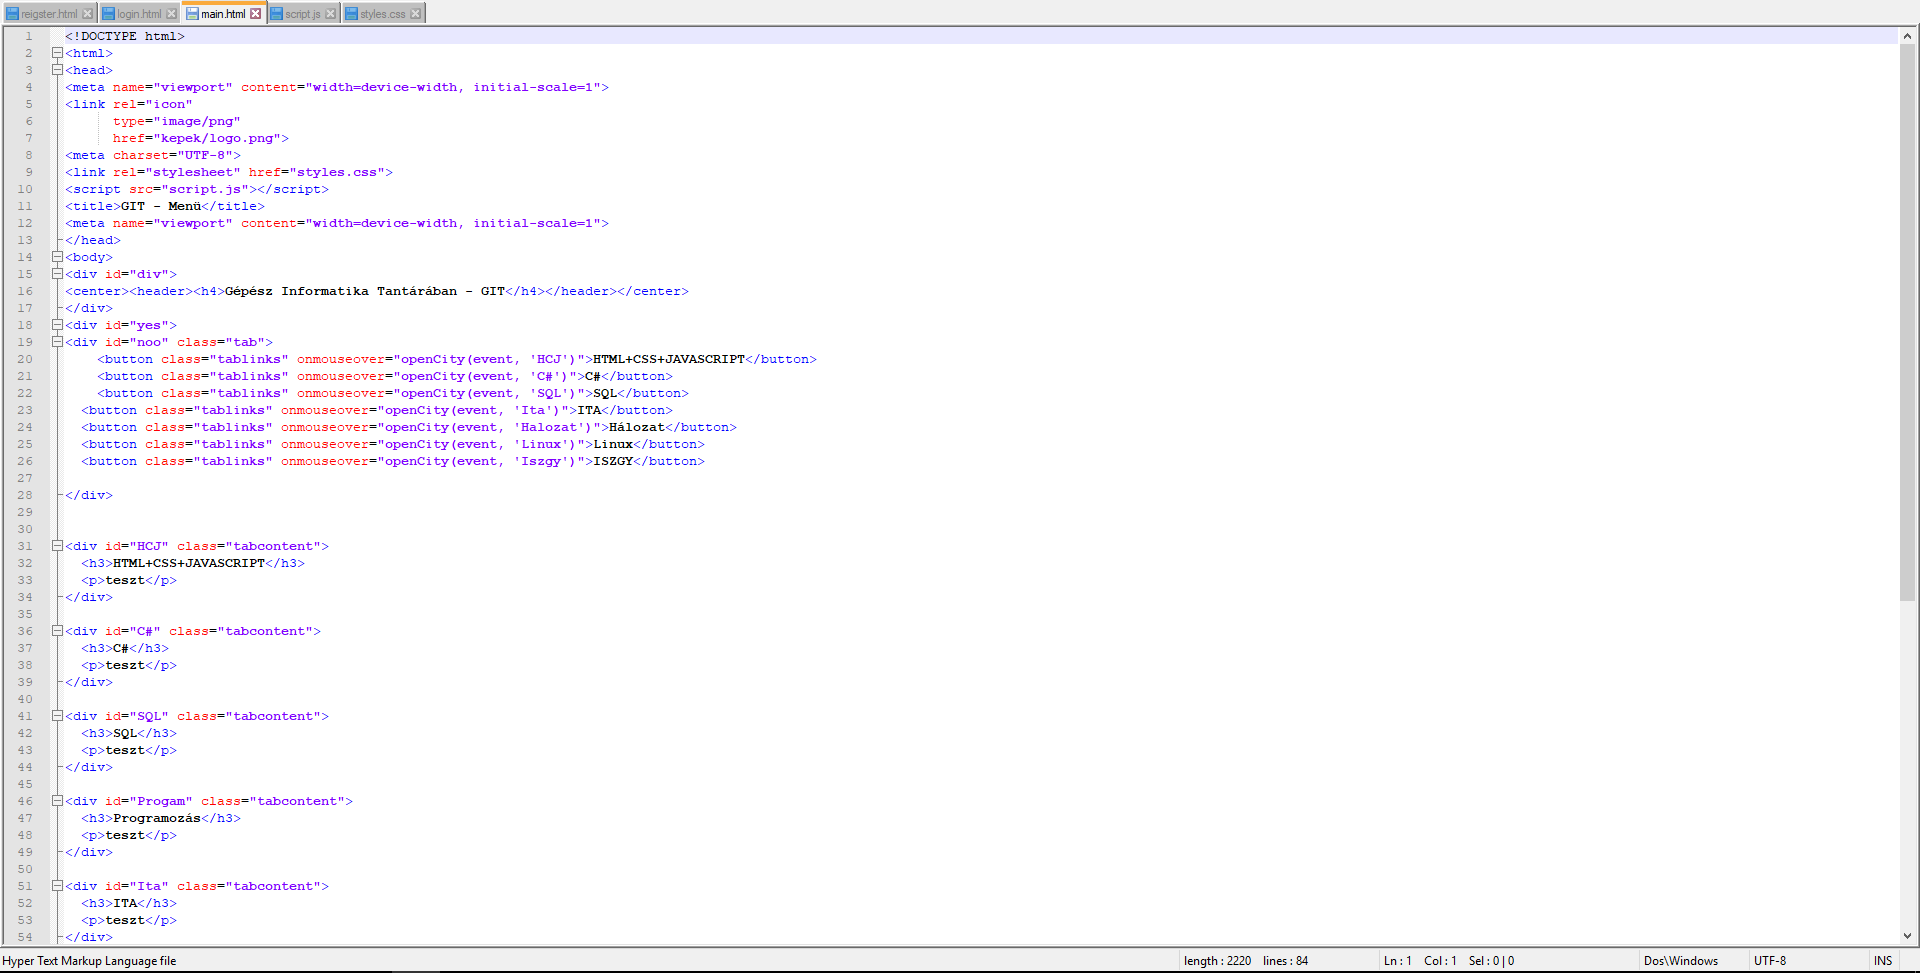 reigster.html login.html main.html script.js styles.css
1 <!DOCTYPE html>
2 <html>
3 <head>
4 <meta name="viewport" content="width=device-width, initial-scale=1">
5 <link rel="icon"
6 type="image/png"
7 href="kepek/logo.png">
8 <meta charset="UTF-8">
9 <link rel="stylesheet" href="styles.css">
10 <script src="script.js"></script>
11 <title>GIT - Menü</title>
12 <meta name="viewport" content="width=device-width, initial-scale=1">
13 </head>
14 <body>
15 <div id="div">
16 <center><header><h4>Gépész Informatika Tantárában - GIT</h4></header></center>
17 </div>
18 <div id="yes">
19 <div id="noo" class="tab">
20 <button class="tablinks" onmouseover="openCity(event, 'HCJ')">HTML+CSS+JAVASCRIPT</button>
21 <button class="tablinks" onmouseover="openCity(event, 'C#')">C#</button>
22 <button class="tablinks" onmouseover="openCity(event, 'SQL')">SQL</button>
23 <button class="tablinks" onmouseover="openCity(event, 'Ita')">ITA</button>
24 <button class="tablinks" onmouseover="openCity(event, 'Halozat')">Hálozat</button>
25 <button class="tablinks" onmouseover="openCity(event, 'Linux')">Linux</button>
26 <button class="tablinks" onmouseover="openCity(event, 'Iszgy')">ISZGY</button>
27
28 </div>
29
30
31 <div id="HCJ" class="tabcontent">
32 <h3>HTML+CSS+JAVASCRIPT</h3>
33 <p>teszt</p>
34 </div>
35
36 <div id="C#" class="tabcontent">
37 <h3>C#</h3>
38 <p>teszt</p>
39 </div>
40
41 <div id="SQL" class="tabcontent">
42 <h3>SQL</h3>
43 <p>teszt</p>
44 </div>
45
46 <div id="Progam" class="tabcontent">
47 <h3>Programozás</h3>
48 <p>teszt</p>
49 </div>
50
51 <div id="Ita" class="tabcontent">
52 <h3>ITA</h3>
53 <p>teszt</p>
54 </div>
Hyper Text Markup Language file length : 2220 lines : 84 Ln : 1 Col : 1 Sel : 0 | 0 Dos\Windows UTF-8 INS